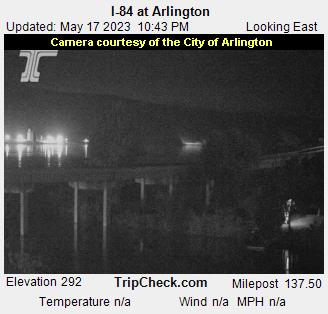 I-84 at Arlington
Updated: May 17 2023 10:43 PM Looking East
Camera courtesy of the City of Arlington
Elevation 292 TripCheck.com Milepost 137.50
Temperature n/a Wind n/a MPH n/a